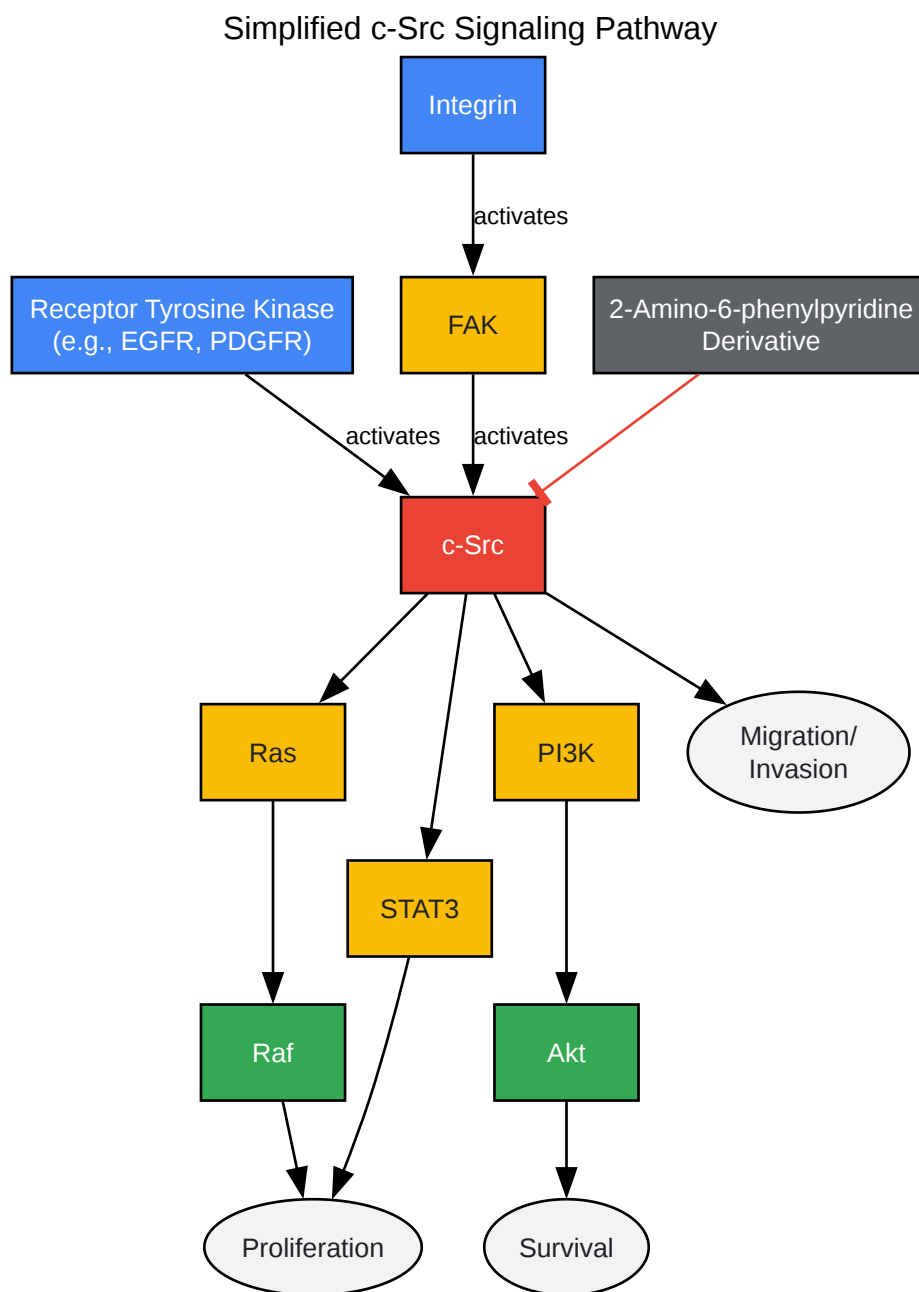 Simplified c-Src Signaling Pathway
Integrin
activates
Receptor Tyrosine Kinase
(e.g., EGFR, PDGFR)
FAK
2-Amino-6-phenylpyridine
Derivative
activates
activates
c-Src
Ras
PI3K
Migration/
Invasion
STAT3
Raf
Akt
Proliferation
Survival